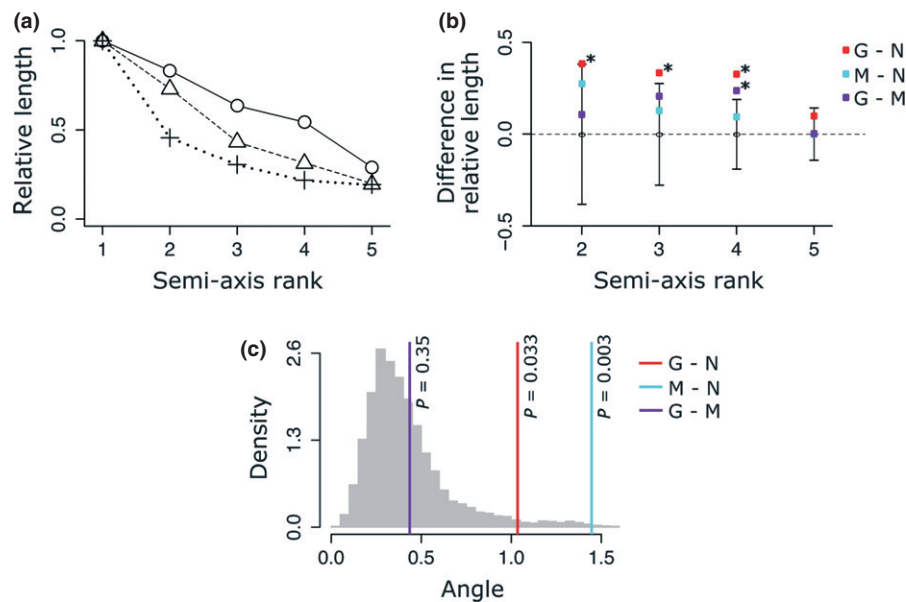 (a)
Relative length
1.0
0.5
0.0
1 2 3 4 5
Semi-axis rank
(b)
Difference in
relative length
0.5
0.0
−0.5
* * * *
G - N
M - N
G - M
2 3 4 5
Semi-axis rank
(c)
Density
2.6
1.3
0.0
P = 0.35
P = 0.033
P = 0.003
G - N
M - N
G - M
0.0 0.5 1.0 1.5
Angle